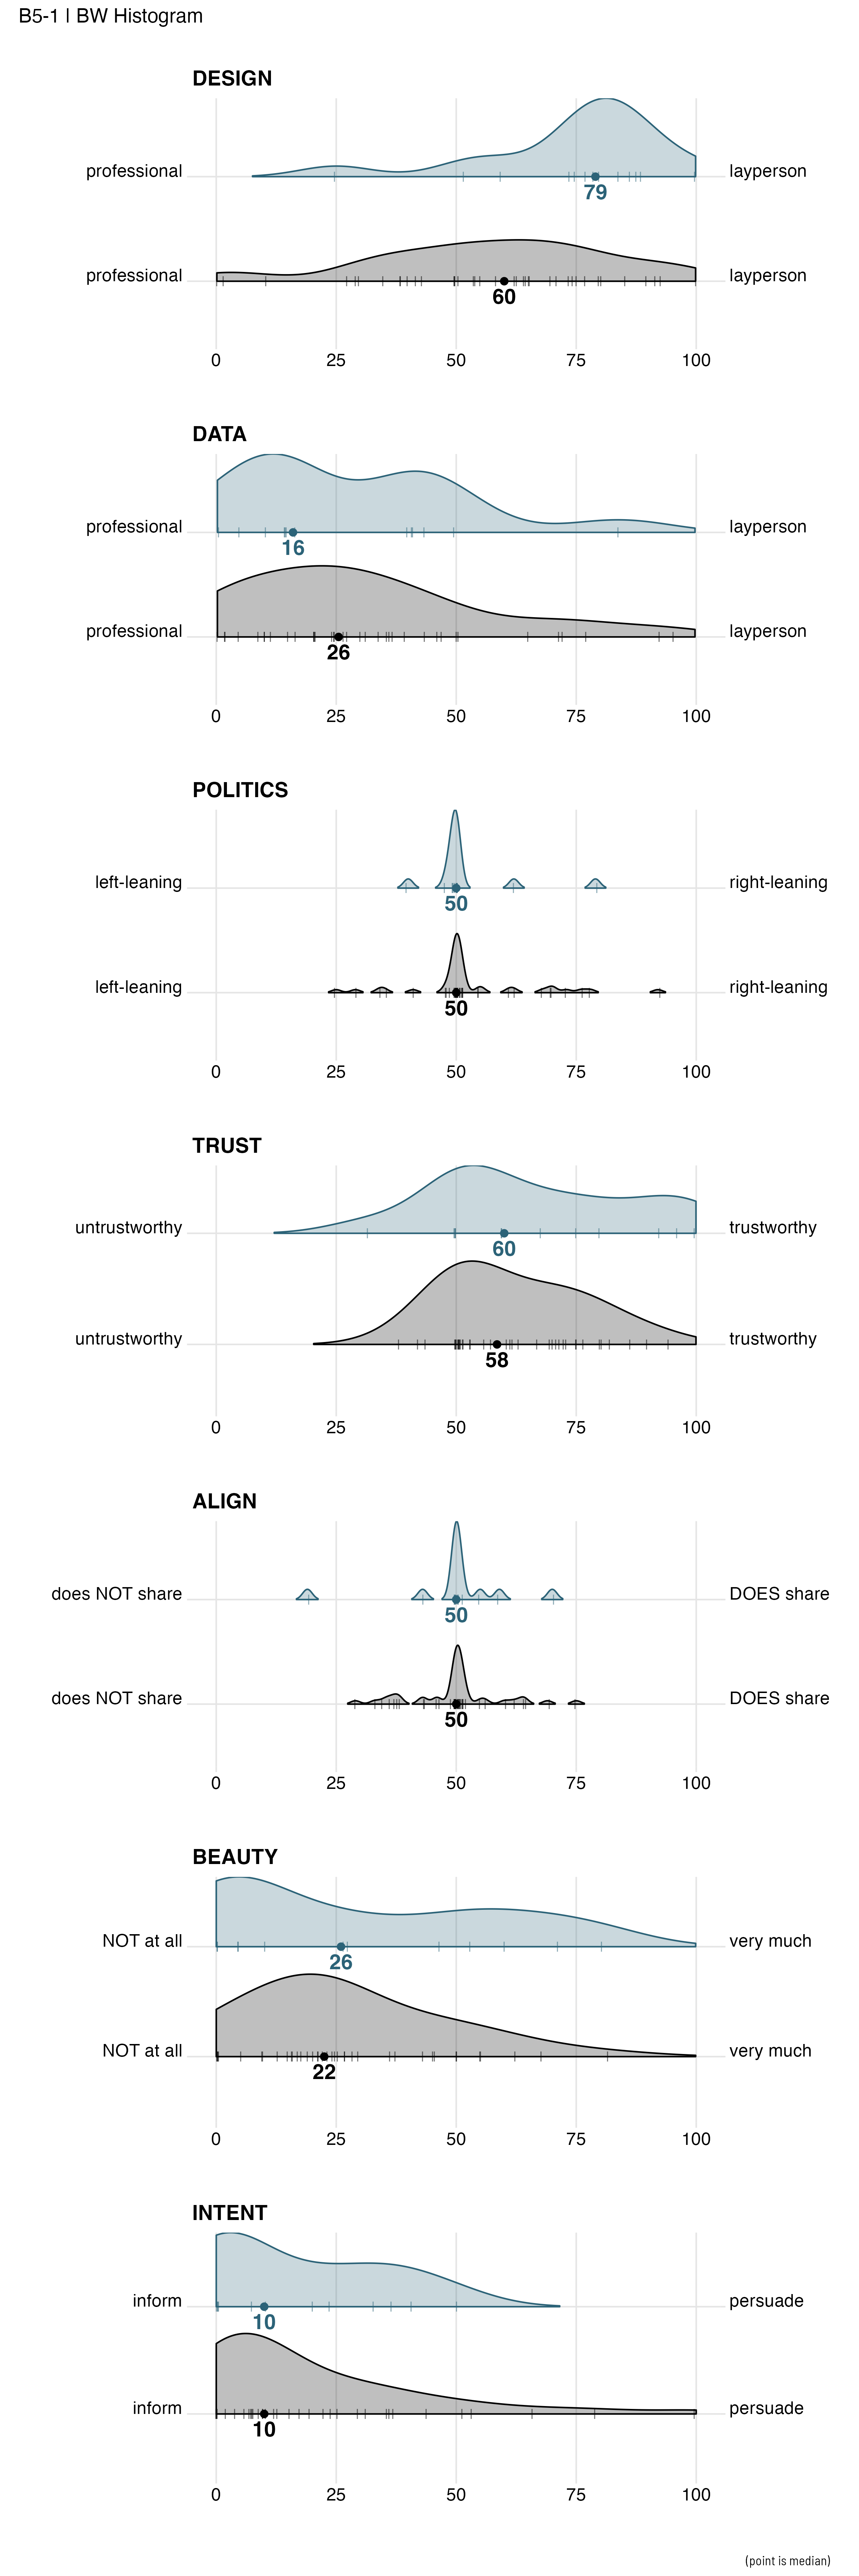 B5-1 | BW Histogram
DESIGN
professional layperson
79
professional layperson
60
0 25 50 75 100
DATA
professional layperson
16
professional layperson
26
0 25 50 75 100
POLITICS
left-leaning right-leaning
50
left-leaning right-leaning
50
0 25 50 75 100
TRUST
untrustworthy trustworthy
60
untrustworthy trustworthy
58
0 25 50 75 100
ALIGN
does NOT share DOES share
50
does NOT share DOES share
50
0 25 50 75 100
BEAUTY
NOT at all very much
26
NOT at all very much
22
0 25 50 75 100
INTENT
inform persuade
10
inform persuade
10
0 25 50 75 100
(point is median)